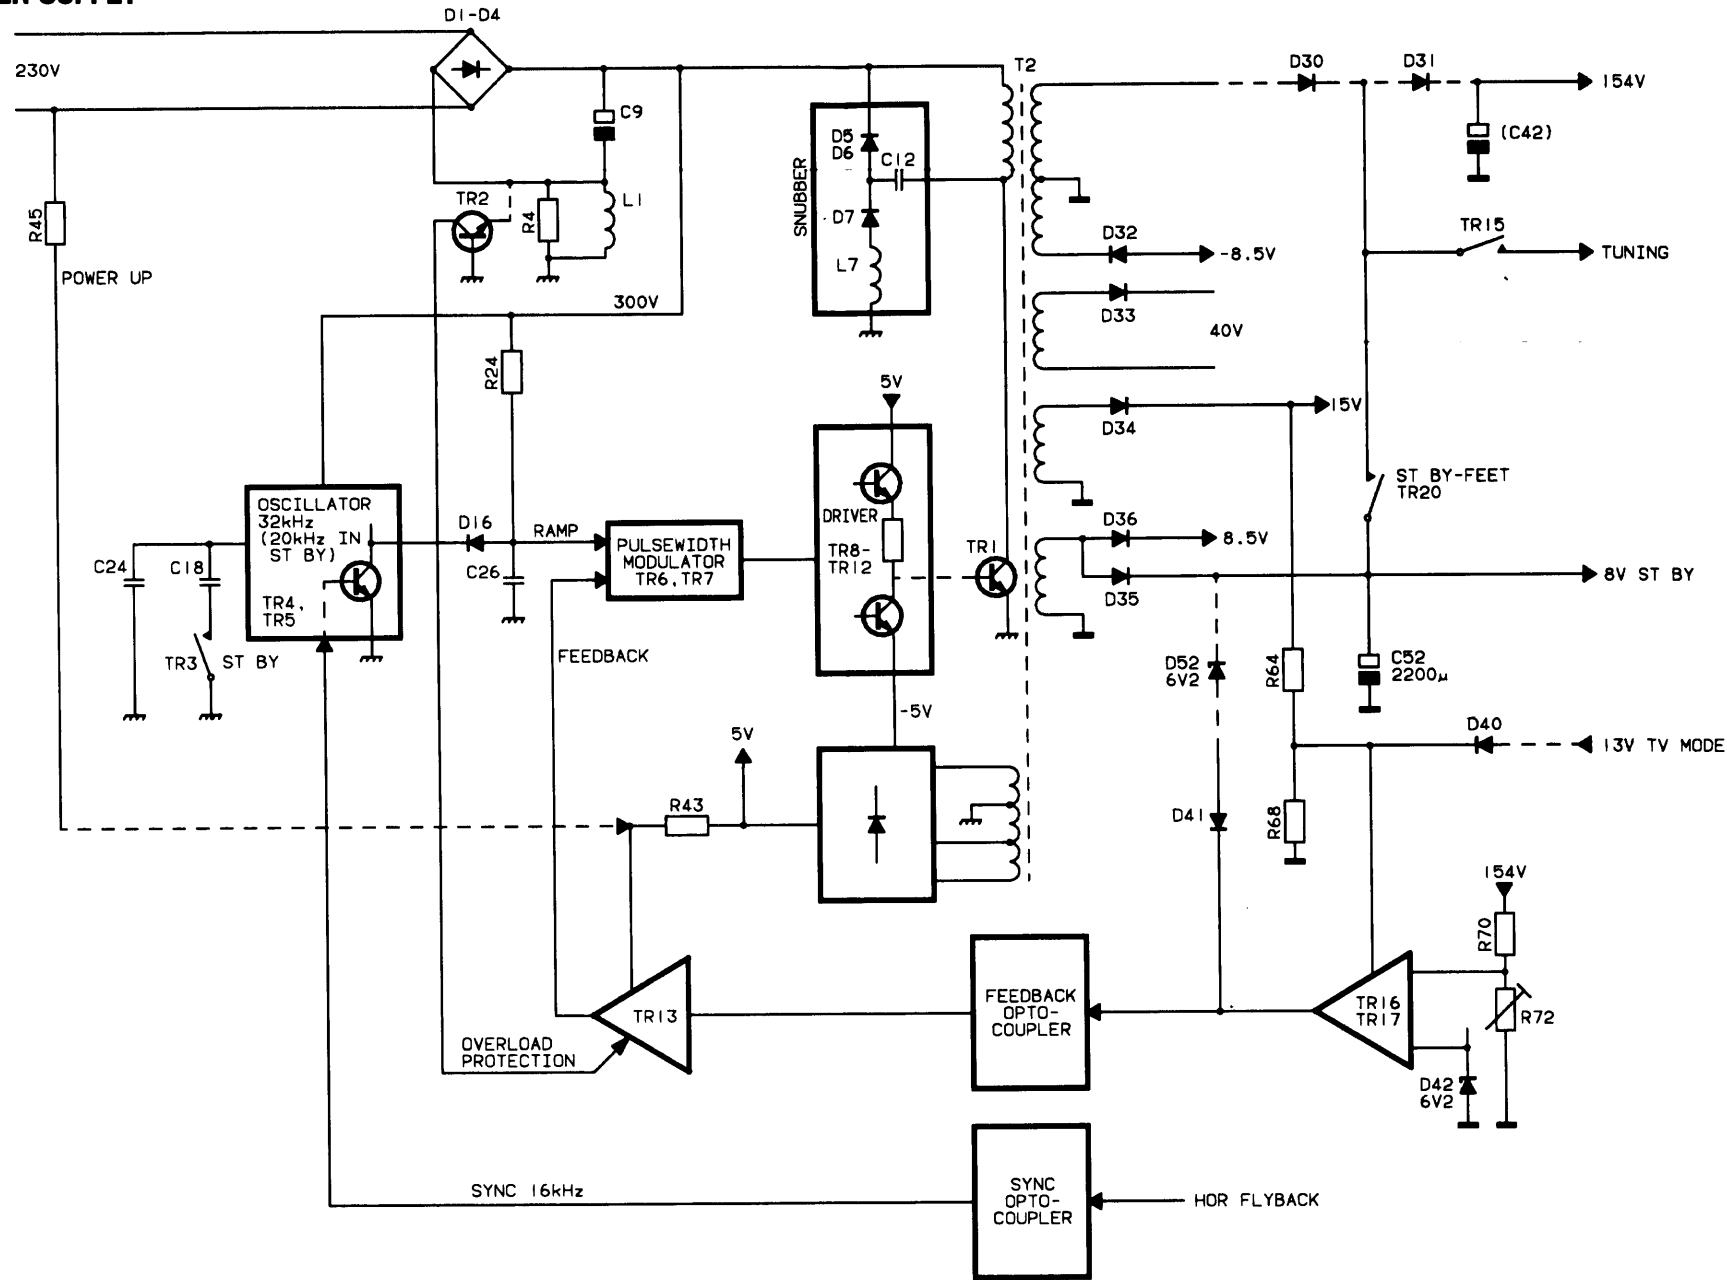 D1-D4
230V
T2
D30
D31
154V
C9
(C42)
D5
D6
C12
SNUBBER
TR2
R4
L1
R45
D7
TR15
D32
-8.5V
TUNING
L7
POWER UP
300V
D33
40V
R24
5V
15V
D34
ST BY-FEET
TR20
OSCILLATOR
32kHz
(20kHz IN
ST BY)
TR4,
TR5
D16
RAMP
PULSEWIDTH
MODULATOR
TR6,TR7
DRIVER
TR8-
TR12
TR1
D36
8.5V
D35
8V ST BY
C24
C18
C26
TR3
ST BY
FEEDBACK
D52
6V2
R64
C52
2200µ
-5V
5V
D40
13V TV MODE
R43
D41
R68
154V
R70
FEEDBACK
OPTO-
COUPLER
TR13
TR16
TR17
R72
OVERLOAD
PROTECTION
D42
6V2
SYNC 16kHz
SYNC
OPTO-
COUPLER
HOR FLYBACK